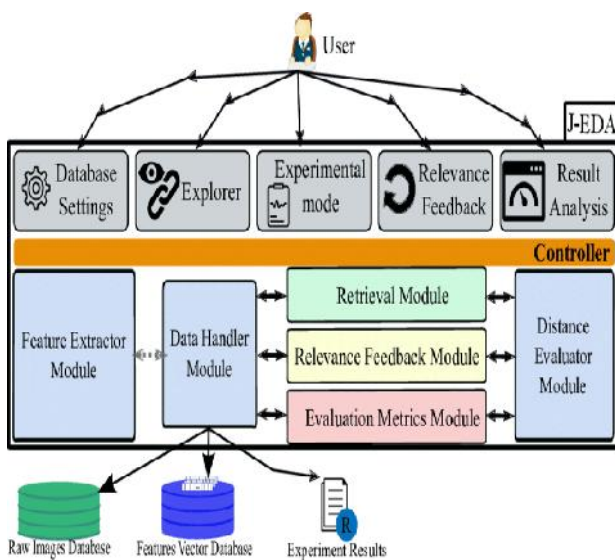 User
J-EDA
Database
Settings
Explorer
Experimental
mode
Relevance
Feedback
Result
Analysis
Controller
Feature Extractor
Module
Data Handler
Module
Retrieval Module
Relevance Feedback Module
Evaluation Metrics Module
Distance
Evaluator
Module
Raw Images Database
Features Vector Database
R
Experiment Results